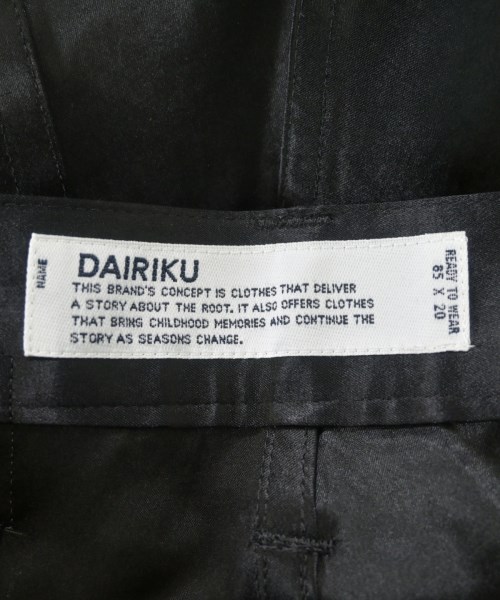 NAME
DAIRIKU
THIS BRAND'S CONCEPT IS CLOTHES THAT DELIVER
A STORY ABOUT THE ROOT. IT ALSO OFFERS CLOTHES
THAT BRING CHILDHOOD MEMORIES AND CONTINUE THE
STORY AS SEASONS CHANGE.
READY TO WEAR
85 X 20